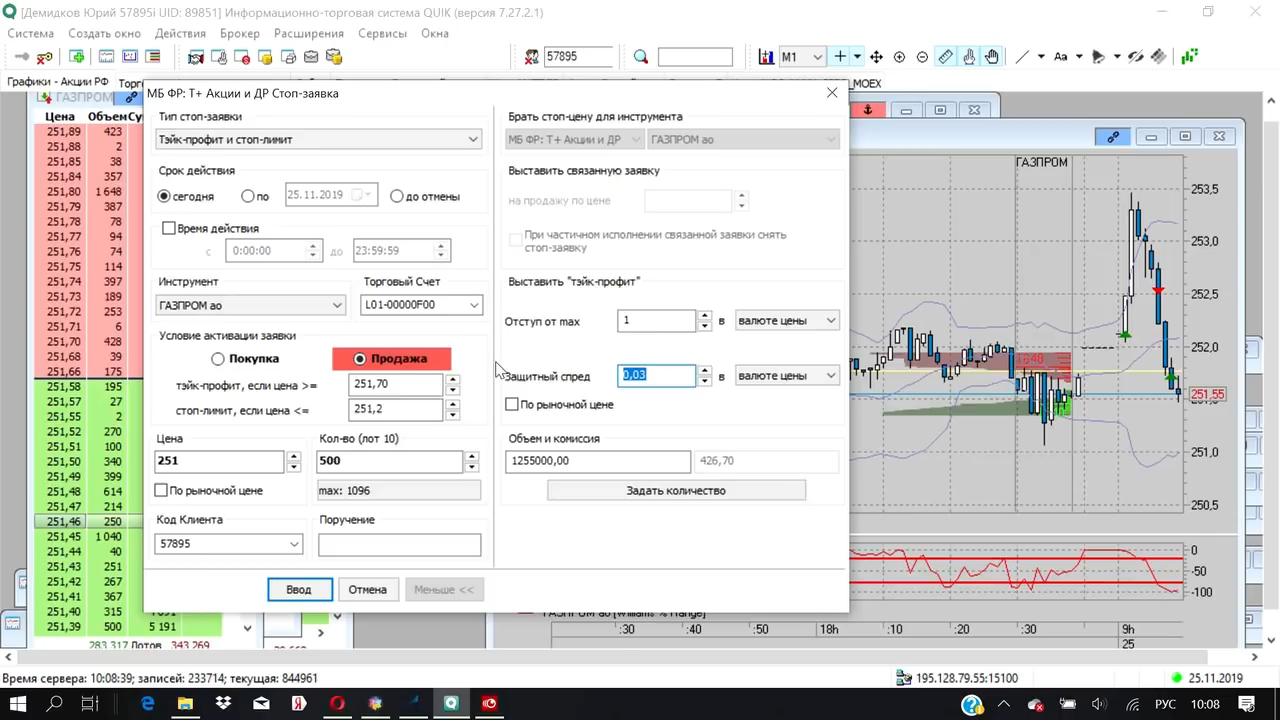 [Демидков Юрий 57895i UID: 89851] Информационно-торговая система QUIK (версия 7.27.2.1)
Система Создать окно Действия Брокер Расширения Сервисы Окна
57895
M1
Aa
Графики - Акции РФ
_MOEX
МБ ФР: Т+ Акции и ДР Стоп-заявка
ГАЗПРОМ
Цена Объем
251,89 423
251,88 2
251,85 38
251,84 357
251,80 1 648
251,79 387
251,78 78
251,77 94
251,76 74
251,75 114
251,74 397
251,73 189
251,72 253
251,71 6
251,70 428
251,68 39
251,66 175
251,58 195
251,57 27
251,55 2
251,52 270
251,51 100
251,50 340
251,49 399
251,48 614
251,47 214
251,46 250
251,45 1 040
251,44 40
251,43 251
251,42 267
251,41 367
251,40 315
251,39 500 5 191
283 317 Лотов 343 269
Тип стоп-заявки
Тэйк-профит и стоп-лимит
Срок действия
сегодня по 25.11.2019 до отмены
Время действия
с 0:00:00 до 23:59:59
Инструмент Торговый Счет
ГАЗПРОМ ао L01-00000F00
Условие активации заявки
Покупка Продажа
тэйк-профит, если цена >= 251,70
стоп-лимит, если цена <= 251,2
Цена Кол-во (лот 10)
251 500
По рыночной цене max: 1096
Код Клиента Поручение
57895
Ввод Отмена Меньше <<
Брать стоп-цену для инструмента
МБ ФР: Т+ Акции и ДР ГАЗПРОМ ао
Выставить связанную заявку
на продажу по цене
При частичном исполнении связанной заявки снять
стоп-заявку
Выставить "тэйк-профит"
Отступ от max 1 в валюте цены
Защитный спред 0,03 в валюте цены
По рыночной цене
Объем и комиссия
1255000,00 426,70
Задать количество
ГАЗПРОМ
253,5
253,0
252,5
252,0
251,55
251,0
250,5
0
-50
-100
ГАЗПРОМ ао [Williams % Range]
:30 :40 :50 18h :10 :20 :30 9h
25
Время сервера: 10:08:39; записей: 233714; текущая: 844961
195.128.79.55:15100
25.11.2019
РУС 10:08